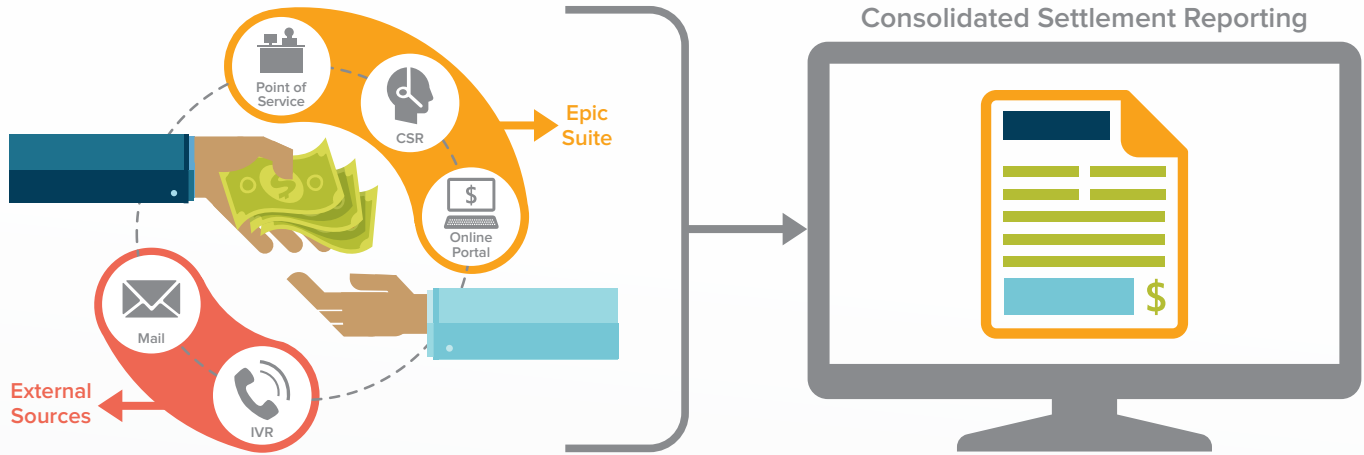 Consolidated Settlement Reporting
Point of
Service
CSR
Epic
Suite
$
Online
Portal
Mail
IVR
External
Sources
$
$